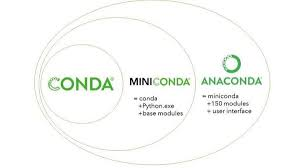 CONDA®
MINICONDA®
= conda
+Python.exe
+base modules
ANACONDA®
= miniconda
+150 modules
+ user interface